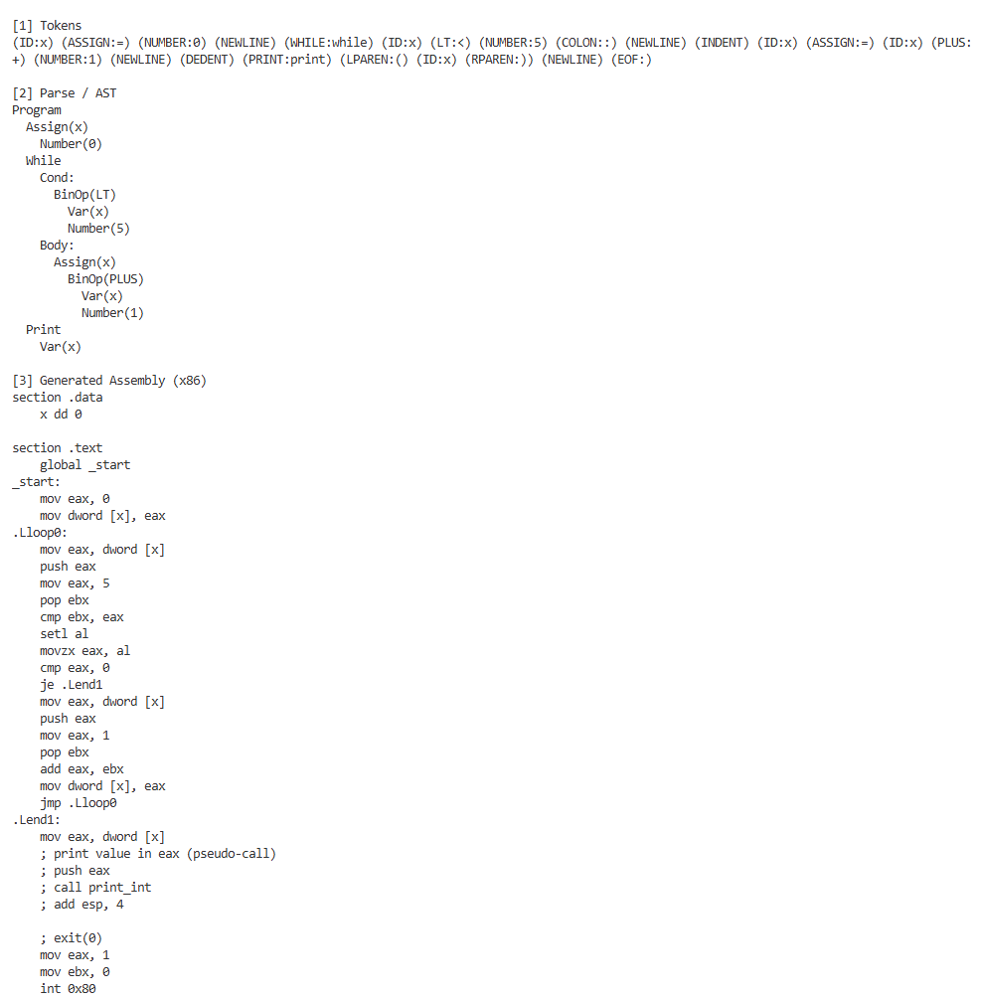 [1] Tokens
(ID:x) (ASSIGN:=) (NUMBER:0) (NEWLINE) (WHILE:while) (ID:x) (LT:<) (NUMBER:5) (COLON::) (NEWLINE) (INDENT) (ID:x) (ASSIGN:=) (ID:x) (PLUS:
+) (NUMBER:1) (NEWLINE) (DEDENT) (PRINT:print) (LPAREN:() (ID:x) (RPAREN:)) (NEWLINE) (EOF:)

[2] Parse / AST
Program
  Assign(x)
    Number(0)
  While
    Cond:
      BinOp(LT)
        Var(x)
        Number(5)
    Body:
      Assign(x)
        BinOp(PLUS)
          Var(x)
          Number(1)
  Print
    Var(x)

[3] Generated Assembly (x86)
section .data
    x dd 0

section .text
    global _start
_start:
    mov eax, 0
    mov dword [x], eax
.Lloop0:
    mov eax, dword [x]
    push eax
    mov eax, 5
    pop ebx
    cmp ebx, eax
    setl al
    movzx eax, al
    cmp eax, 0
    je .Lend1
    mov eax, dword [x]
    push eax
    mov eax, 1
    pop ebx
    add eax, ebx
    mov dword [x], eax
    jmp .Lloop0
.Lend1:
    mov eax, dword [x]
    ; print value in eax (pseudo-call)
    ; push eax
    ; call print_int
    ; add esp, 4

    ; exit(0)
    mov eax, 1
    mov ebx, 0
    int 0x80